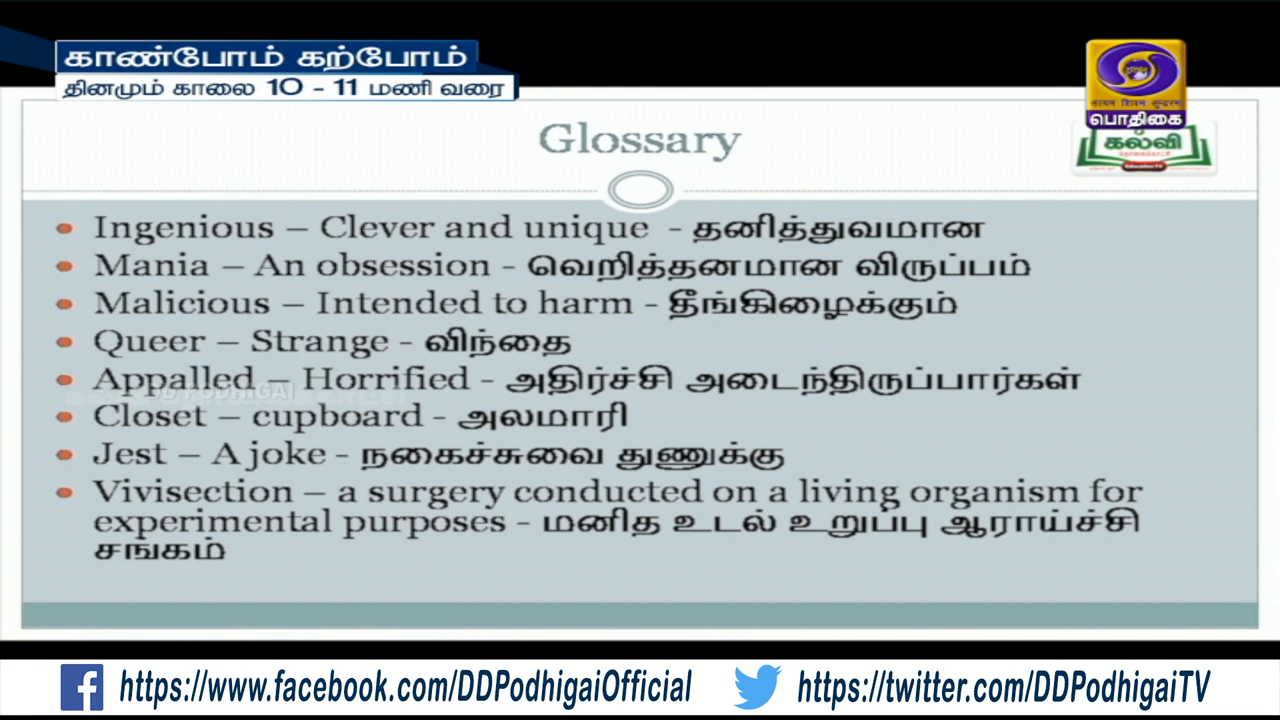 காண்போம் கற்போம்
தினமும் காலை 10 - 11 மணி வரை
பொதிகை
கல்வி
Glossary
Ingenious – Clever and unique - தனித்துவமான
Mania – An obsession - வெறித்தனமான விருப்பம்
Malicious – Intended to harm - தீங்கிழைக்கும்
Queer – Strange - விந்தை
Appalled – Horrified - அதிர்ச்சி அடைந்திருப்பார்கள்
DD PODHIGAI
Closet – cupboard - அலமாரி
Jest – A joke - நகைச்சுவை துணுக்கு
Vivisection – a surgery conducted on a living organism for
experimental purposes - மனித உடல் உறுப்பு ஆராய்ச்சி
சங்கம்
https://www.facebook.com/DDPodhigaiOfficial
https://twitter.com/DDPodhigaiTV